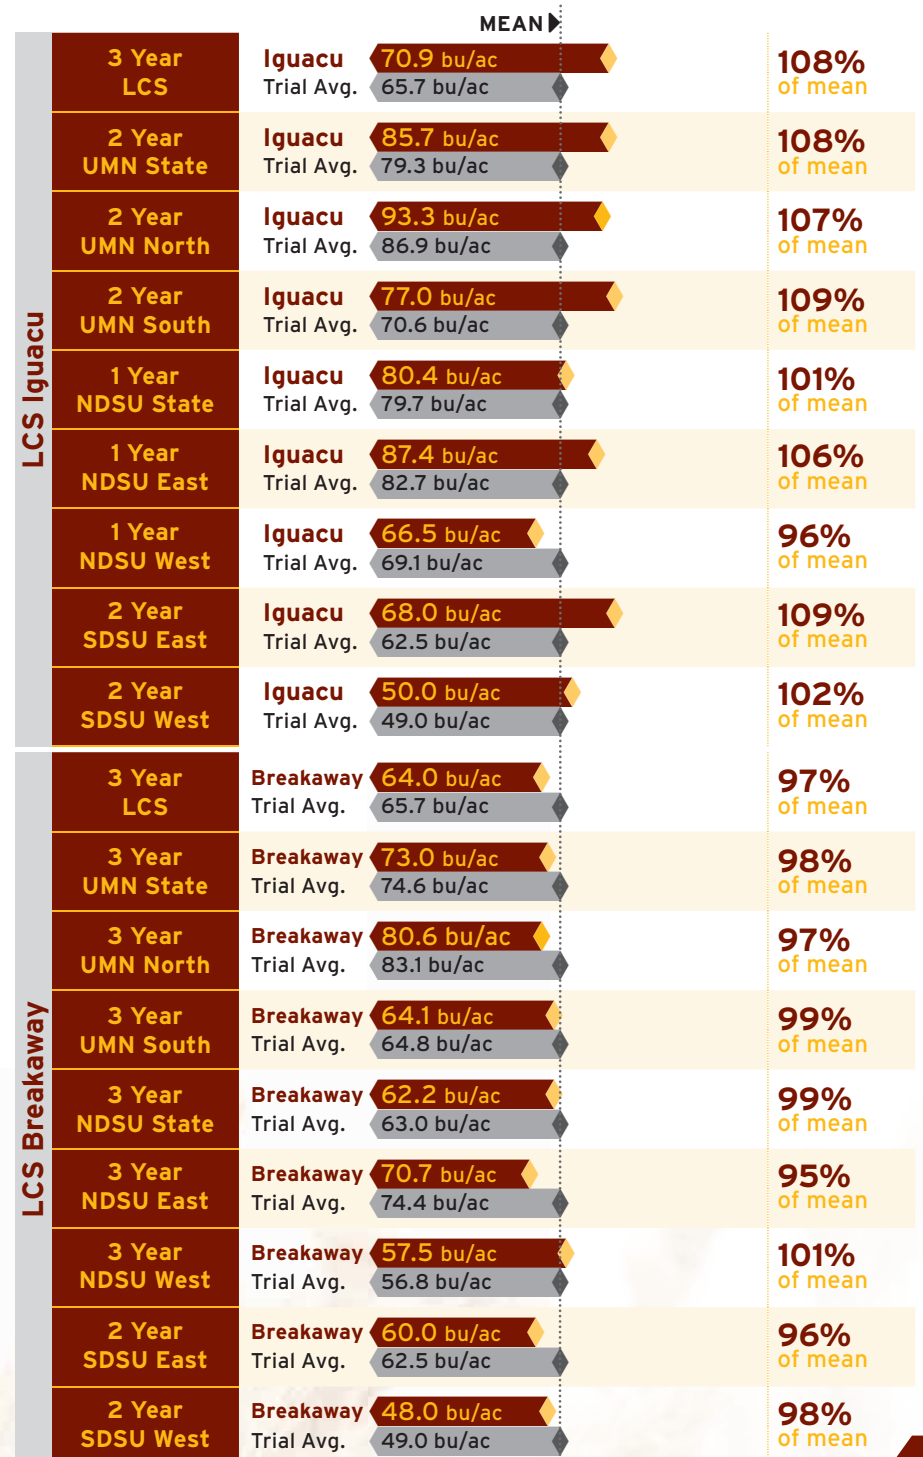 MEAN
LCS Iguacu
3 Year
LCS
Iguacu 70.9 bu/ac
Trial Avg. 65.7 bu/ac
108%
of mean
2 Year
UMN State
Iguacu 85.7 bu/ac
Trial Avg. 79.3 bu/ac
108%
of mean
2 Year
UMN North
Iguacu 93.3 bu/ac
Trial Avg. 86.9 bu/ac
107%
of mean
2 Year
UMN South
Iguacu 77.0 bu/ac
Trial Avg. 70.6 bu/ac
109%
of mean
1 Year
NDSU State
Iguacu 80.4 bu/ac
Trial Avg. 79.7 bu/ac
101%
of mean
1 Year
NDSU East
Iguacu 87.4 bu/ac
Trial Avg. 82.7 bu/ac
106%
of mean
1 Year
NDSU West
Iguacu 66.5 bu/ac
Trial Avg. 69.1 bu/ac
96%
of mean
2 Year
SDSU East
Iguacu 68.0 bu/ac
Trial Avg. 62.5 bu/ac
109%
of mean
2 Year
SDSU West
Iguacu 50.0 bu/ac
Trial Avg. 49.0 bu/ac
102%
of mean
LCS Breakaway
3 Year
LCS
Breakaway 64.0 bu/ac
Trial Avg. 65.7 bu/ac
97%
of mean
3 Year
UMN State
Breakaway 73.0 bu/ac
Trial Avg. 74.6 bu/ac
98%
of mean
3 Year
UMN North
Breakaway 80.6 bu/ac
Trial Avg. 83.1 bu/ac
97%
of mean
3 Year
UMN South
Breakaway 64.1 bu/ac
Trial Avg. 64.8 bu/ac
99%
of mean
3 Year
NDSU State
Breakaway 62.2 bu/ac
Trial Avg. 63.0 bu/ac
99%
of mean
3 Year
NDSU East
Breakaway 70.7 bu/ac
Trial Avg. 74.4 bu/ac
95%
of mean
3 Year
NDSU West
Breakaway 57.5 bu/ac
Trial Avg. 56.8 bu/ac
101%
of mean
2 Year
SDSU East
Breakaway 60.0 bu/ac
Trial Avg. 62.5 bu/ac
96%
of mean
2 Year
SDSU West
Breakaway 48.0 bu/ac
Trial Avg. 49.0 bu/ac
98%
of mean